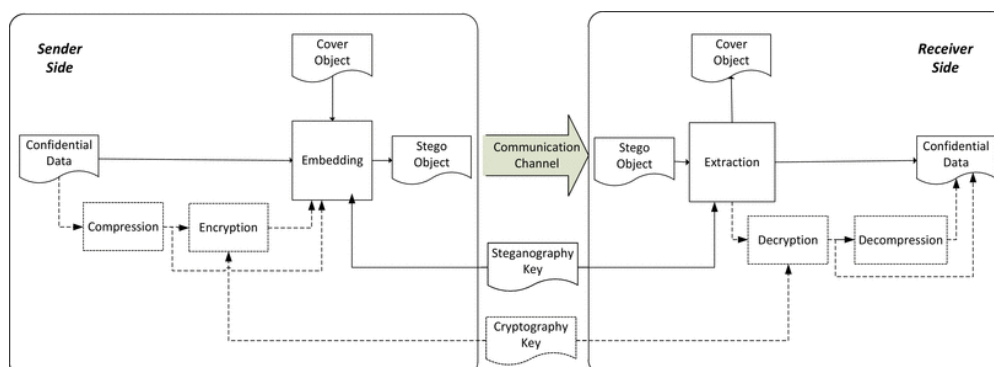 Sender
Side
Cover
Object
Confidential
Data
Embedding
Stego
Object
Compression
Encryption
Communication
Channel
Steganography
Key
Cryptography
Key
Receiver
Side
Cover
Object
Stego
Object
Extraction
Confidential
Data
Decryption
Decompression